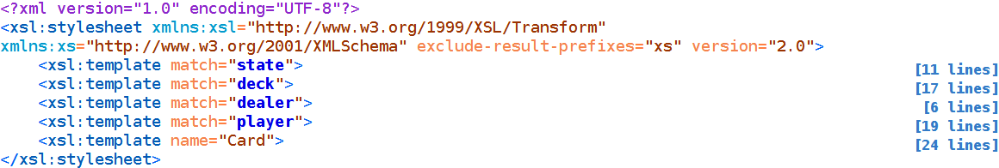 <?xml version="1.0" encoding="UTF-8"?>
<xsl:stylesheet xmlns:xsl="http://www.w3.org/1999/XSL/Transform"
xmlns:xs="http://www.w3.org/2001/XMLSchema" exclude-result-prefixes="xs" version="2.0">
<xsl:template match="state"> [11 lines]
<xsl:template match="deck"> [17 lines]
<xsl:template match="dealer"> [6 lines]
<xsl:template match="player"> [19 lines]
<xsl:template name="Card"> [24 lines]
</xsl:stylesheet>